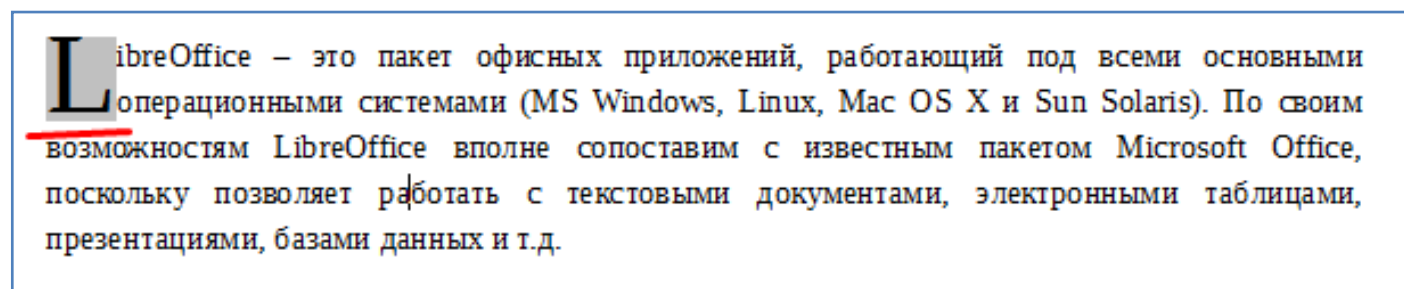 LibreOffice – это пакет офисных приложений, работающий под всеми основными
операционными системами (MS Windows, Linux, Mac OS X и Sun Solaris). По своим
возможностям LibreOffice вполне сопоставим с известным пакетом Microsoft Office,
поскольку позволяет работать с текстовыми документами, электронными таблицами,
презентациями, базами данных и т.д.